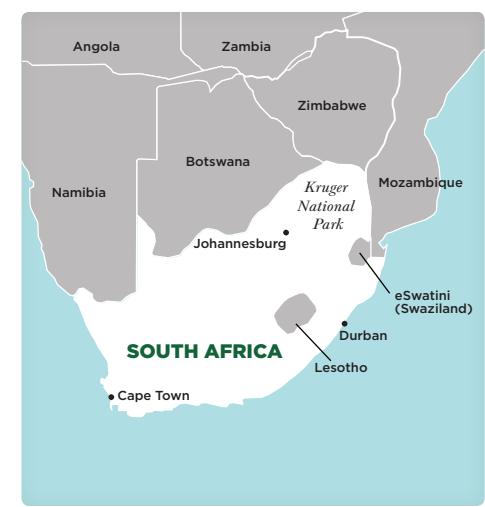 Angola
Zambia
Zimbabwe
Botswana
Mozambique
Namibia
Kruger
National
Park
Johannesburg
eSwatini
(Swaziland)
Durban
SOUTH AFRICA
Lesotho
Cape Town